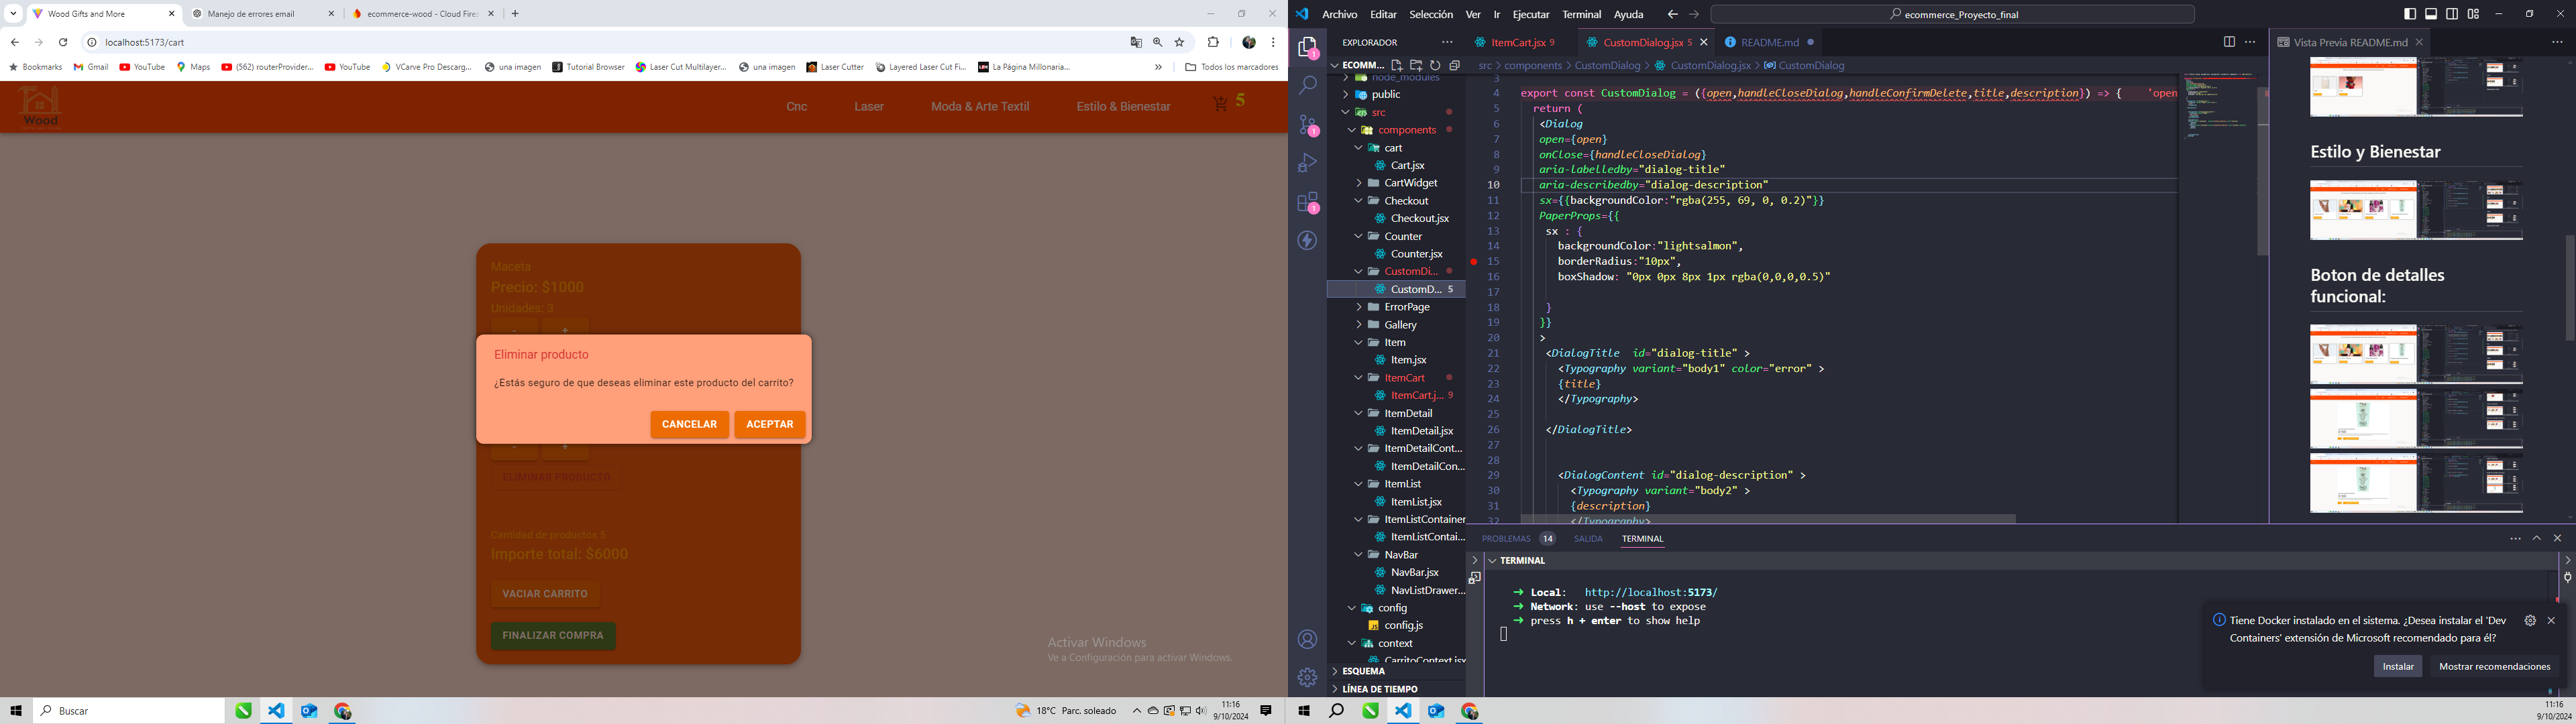 Wood Gifts and More
Manejo de errores email
ecommerce-wood - Cloud Fire
localhost:5173/cart
Bookmarks
Gmail
YouTube
Maps
(562) routerProvider...
YouTube
VCarve Pro Descarg...
una imagen
Tutorial Browser
Laser Cut Multilayer...
una imagen
Laser Cutter
Layered Laser Cut Fi...
La Página Millonaria...
Todos los marcadores
Wood
Cnc
Laser
Moda & Arte Textil
Estilo & Bienestar
5
Maceta
Precio: $1000
Unidades: 3
-
+
Eliminar producto
¿Estás seguro de que deseas eliminar este producto del carrito?
CANCELAR
ACEPTAR
-
+
ELIMINAR PRODUCTO
Cantidad de productos 5
Importe total: $6000
VACIAR CARRITO
FINALIZAR COMPRA
Activar Windows
Ve a Configuración para activar Windows.
Buscar
18°C Parc. soleado
11:16
9/10/2024
Archivo
Editar
Selección
Ver
Ir
Ejecutar
Terminal
Ayuda
ecommerce_Proyecto_final
EXPLORADOR
ECOMM...
node_modules
public
src
components
cart
Cart.jsx
CartWidget
Checkout
Checkout.jsx
Counter
Counter.jsx
CustomDi...
CustomD... 5
ErrorPage
Gallery
Item
Item.jsx
ItemCart
ItemCart.j... 9
ItemDetail
ItemDetail.jsx
ItemDetailCont...
ItemDetailCon...
ItemList
ItemList.jsx
ItemListContainer
ItemListContai...
NavBar
NavBar.jsx
NavListDrawer...
config
config.js
context
CarritoContext.jsx
ESQUEMA
LÍNEA DE TIEMPO
ItemCart.jsx 9
CustomDialog.jsx 5
README.md
src > components > CustomDialog > CustomDialog.jsx > CustomDialog
3
4 export const CustomDialog = ({open,handleCloseDialog,handleConfirmDelete,title,description}) => { 'open
5 return (
6 <Dialog
7 open={open}
8 onClose={handleCloseDialog}
9 aria-labelledby="dialog-title"
10 aria-describedby="dialog-description"
11 sx={{backgroundColor:"rgba(255, 69, 0, 0.2)"}}
12 PaperProps={{
13 sx : {
14 backgroundColor:"lightsalmon",
15 borderRadius:"10px",
16 boxShadow: "0px 0px 8px 1px rgba(0,0,0,0.5)"
17
18 }
19 }}
20 >
21 <DialogTitle id="dialog-title" >
22 <Typography variant="body1" color="error" >
23 {title}
24 </Typography>
25
26 </DialogTitle>
27
28
29 <DialogContent id="dialog-description" >
30 <Typography variant="body2" >
31 {description}
32 </Typography>
PROBLEMAS 14
SALIDA
TERMINAL
TERMINAL
➜ Local: http://localhost:5173/
➜ Network: use --host to expose
➜ press h + enter to show help
Vista Previa README.md
Estilo y Bienestar
Boton de detalles
funcional:
Tiene Docker instalado en el sistema. ¿Desea instalar el 'Dev
Containers' extensión de Microsoft recomendado para él?
Instalar
Mostrar recomendaciones
11:16
9/10/2024